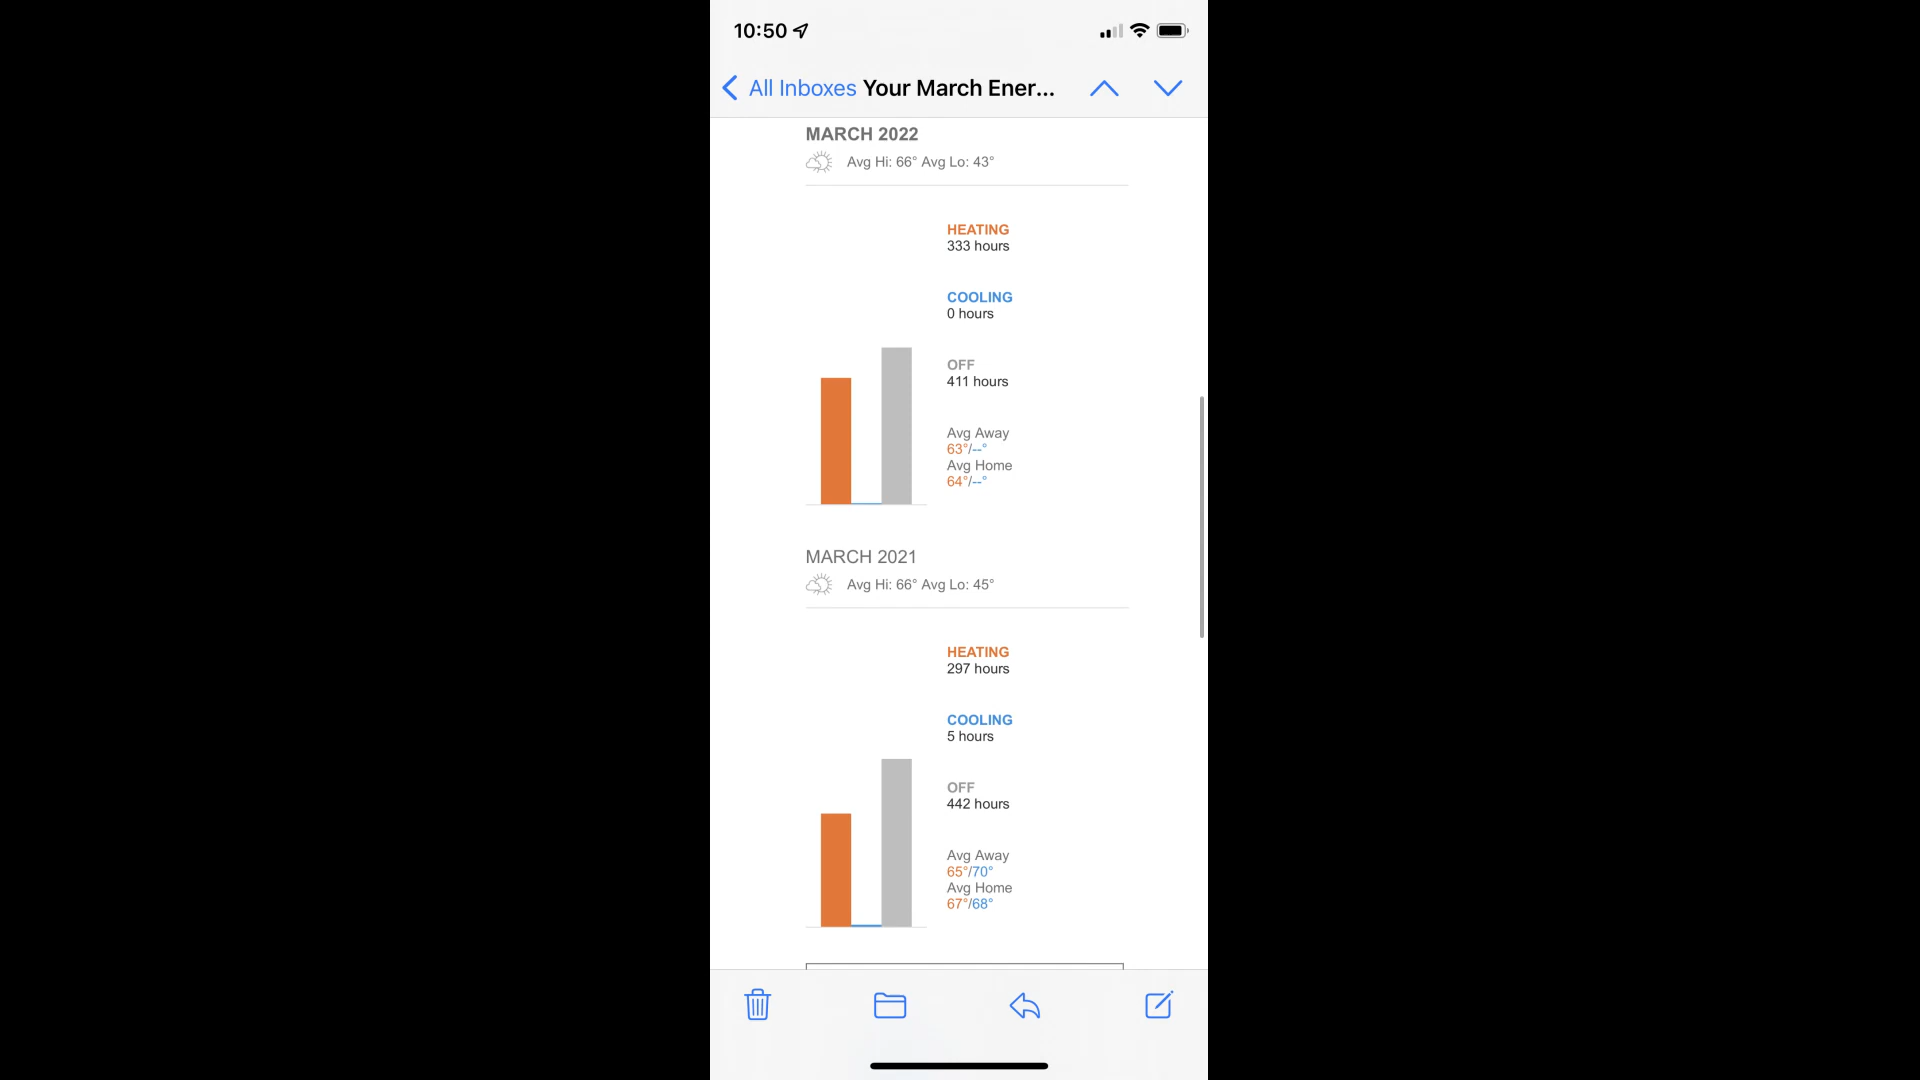 10:50
All Inboxes Your March Ener...
MARCH 2022
Avg Hi: 66° Avg Lo: 43°
HEATING
333 hours
COOLING
0 hours
OFF
411 hours
Avg Away
63°/--°
Avg Home
64°/--°
MARCH 2021
Avg Hi: 66° Avg Lo: 45°
HEATING
297 hours
COOLING
5 hours
OFF
442 hours
Avg Away
65°/70°
Avg Home
67°/68°